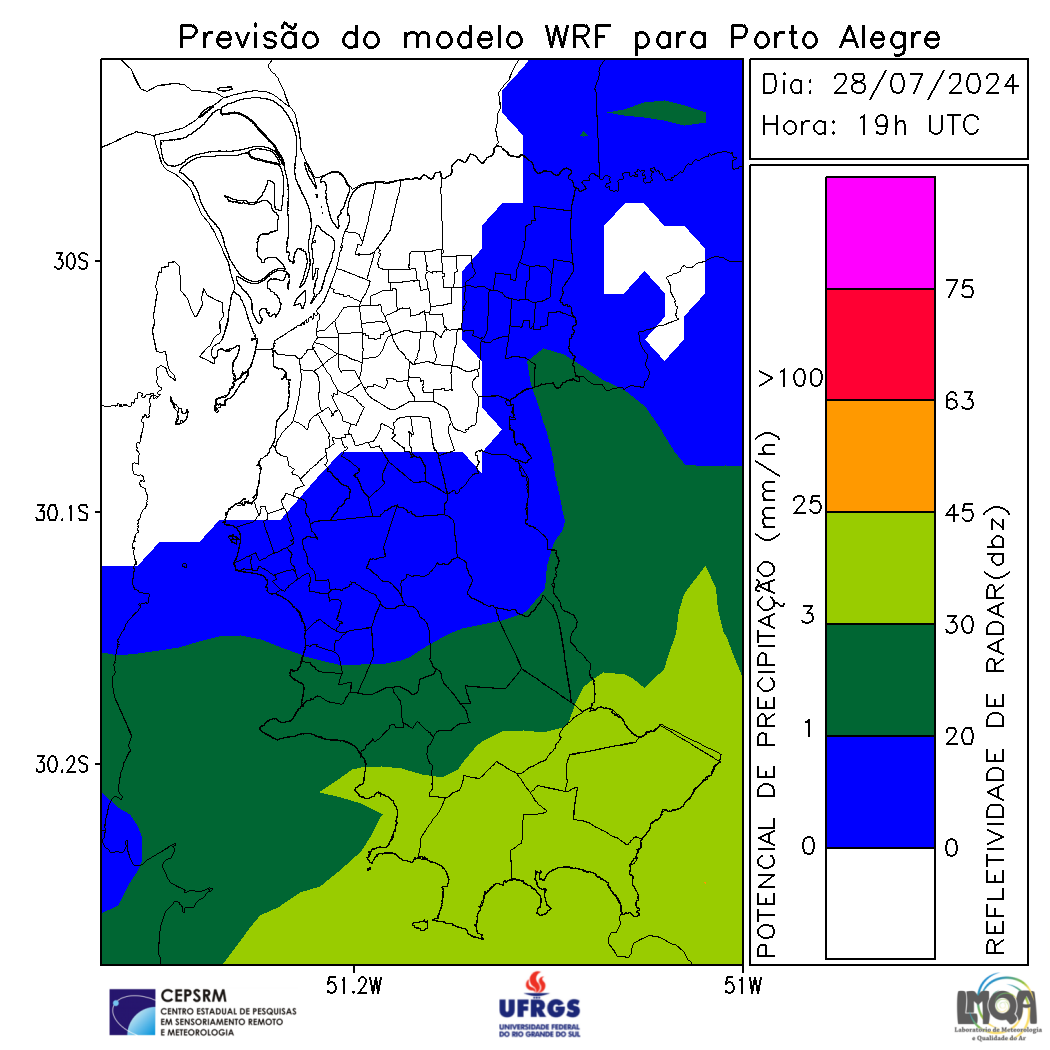 Previsão do modelo WRF para Porto Alegre
Dia: 28/07/2024
Hora: 19h UTC
30S
30.1S
30.2S
51.2W
51W
POTENCIAL DE PRECIPITAÇÃO (mm/h)
>100
25
3
1
0
75
63
45
30
20
0
REFLETIVIDADE DE RADAR(dbz)
CEPSRM
CENTRO ESTADUAL DE PESQUISAS
EM SENSORIAMENTO REMOTO
E METEOROLOGIA
UFRGS
UNIVERSIDADE FEDERAL
DO RIO GRANDE DO SUL
LMQA
Laboratório de Meteorologia
e Qualidade do Ar